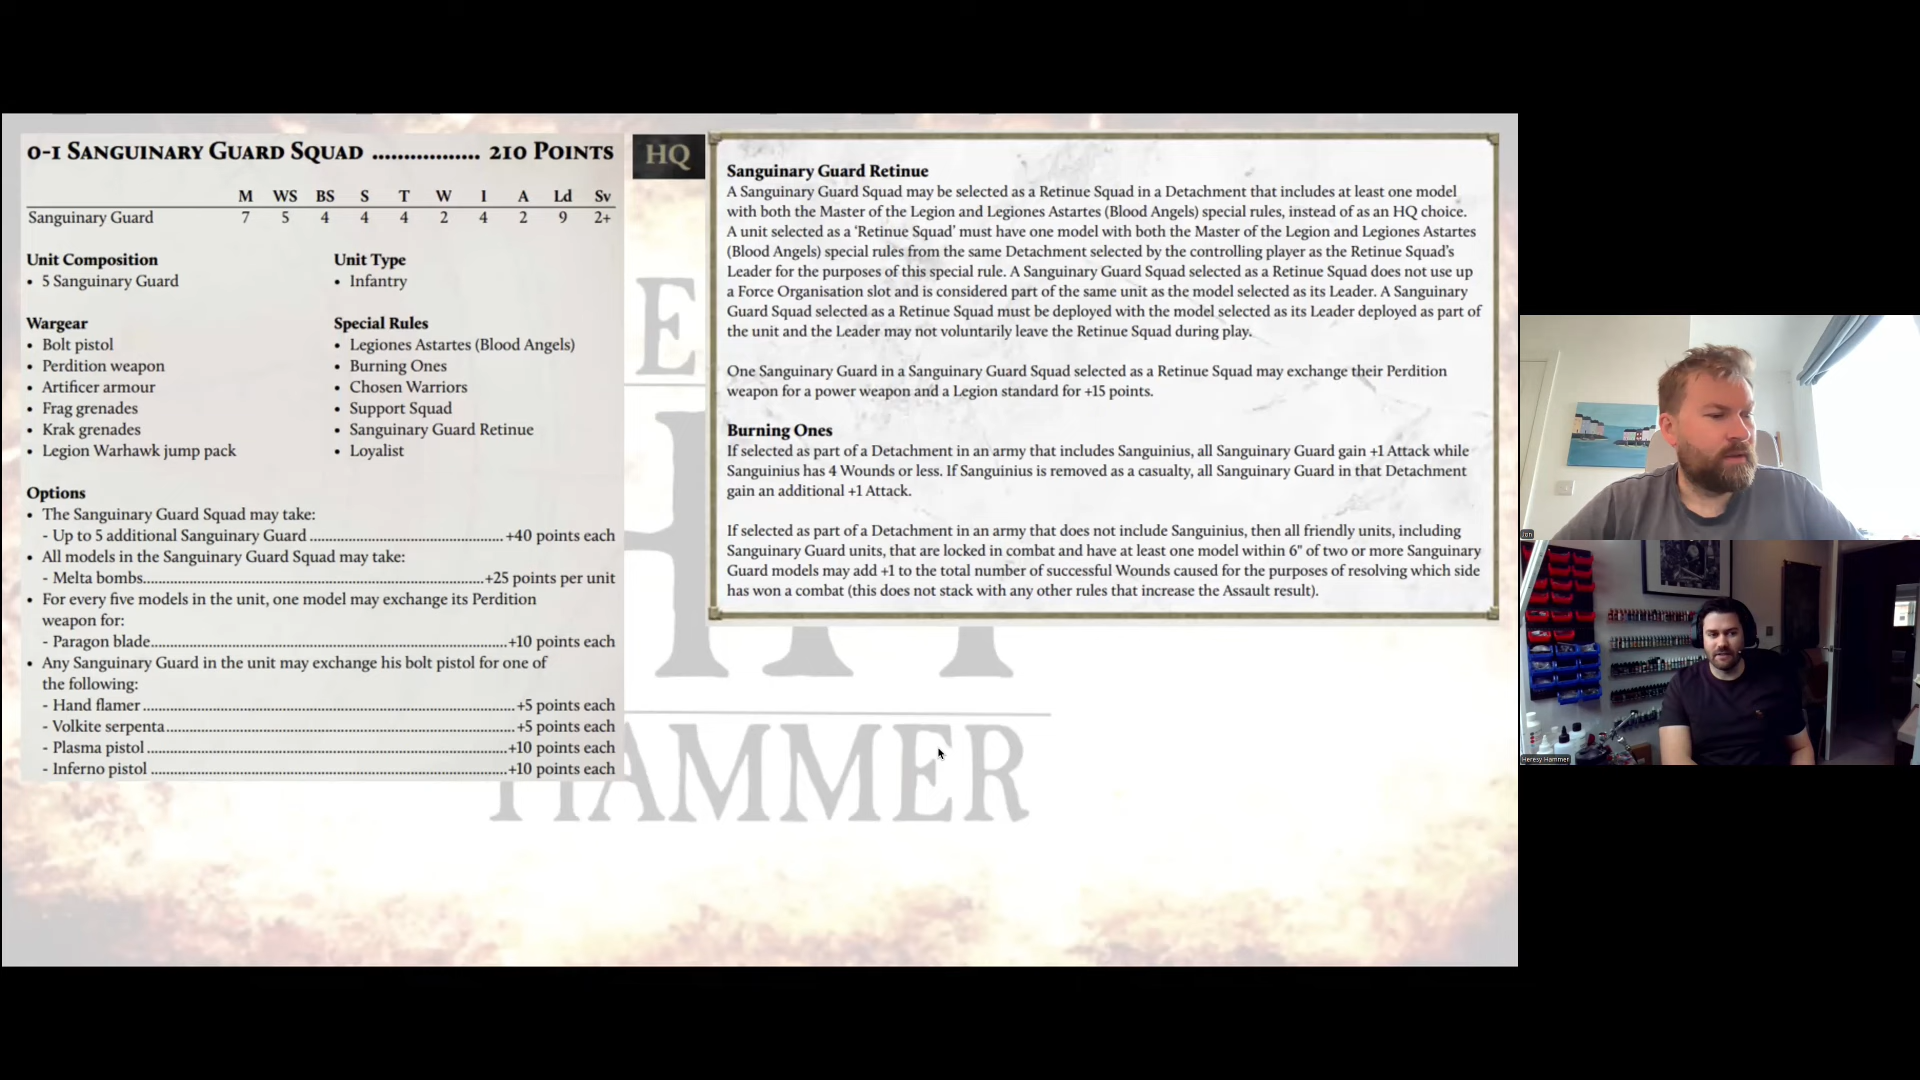 0-1 Sanguinary Guard Squad ................. 210 Points
M WS BS S T W I A Ld Sv
Sanguinary Guard 7 5 4 4 4 2 4 2 9 2+
Unit Composition
• 5 Sanguinary Guard
Unit Type
• Infantry
Wargear
• Bolt pistol
• Perdition weapon
• Artificer armour
• Frag grenades
• Krak grenades
• Legion Warhawk jump pack
Special Rules
• Legiones Astartes (Blood Angels)
• Burning Ones
• Chosen Warriors
• Support Squad
• Sanguinary Guard Retinue
• Loyalist
Options
• The Sanguinary Guard Squad may take:
- Up to 5 additional Sanguinary Guard ........ +40 points each
• All models in the Sanguinary Guard Squad may take:
- Melta bombs........ +25 points per unit
• For every five models in the unit, one model may exchange its Perdition
weapon for:
- Paragon blade........ +10 points each
• Any Sanguinary Guard in the unit may exchange his bolt pistol for one of
the following:
- Hand flamer ........ +5 points each
- Volkite serpenta........ +5 points each
- Plasma pistol ........ +10 points each
- Inferno pistol ........ +10 points each
HQ
Sanguinary Guard Retinue
A Sanguinary Guard Squad may be selected as a Retinue Squad in a Detachment that includes at least one model
with both the Master of the Legion and Legiones Astartes (Blood Angels) special rules, instead of as an HQ choice.
A unit selected as a ‘Retinue Squad’ must have one model with both the Master of the Legion and Legiones Astartes
(Blood Angels) special rules from the same Detachment selected by the controlling player as the Retinue Squad’s
Leader for the purposes of this special rule. A Sanguinary Guard Squad selected as a Retinue Squad does not use up
a Force Organisation slot and is considered part of the same unit as the model selected as its Leader. A Sanguinary
Guard Squad selected as a Retinue Squad must be deployed with the model selected as its Leader deployed as part of
the unit and the Leader may not voluntarily leave the Retinue Squad during play.
One Sanguinary Guard in a Sanguinary Guard Squad selected as a Retinue Squad may exchange their Perdition
weapon for a power weapon and a Legion standard for +15 points.
Burning Ones
If selected as part of a Detachment in an army that includes Sanguinius, all Sanguinary Guard gain +1 Attack while
Sanguinius has 4 Wounds or less. If Sanguinius is removed as a casualty, all Sanguinary Guard in that Detachment
gain an additional +1 Attack.
If selected as part of a Detachment in an army that does not include Sanguinius, then all friendly units, including
Sanguinary Guard units, that are locked in combat and have at least one model within 6" of two or more Sanguinary
Guard models may add +1 to the total number of successful Wounds caused for the purposes of resolving which side
has won a combat (this does not stack with any other rules that increase the Assault result).
HAMMER
Jon
Heresy Hammer